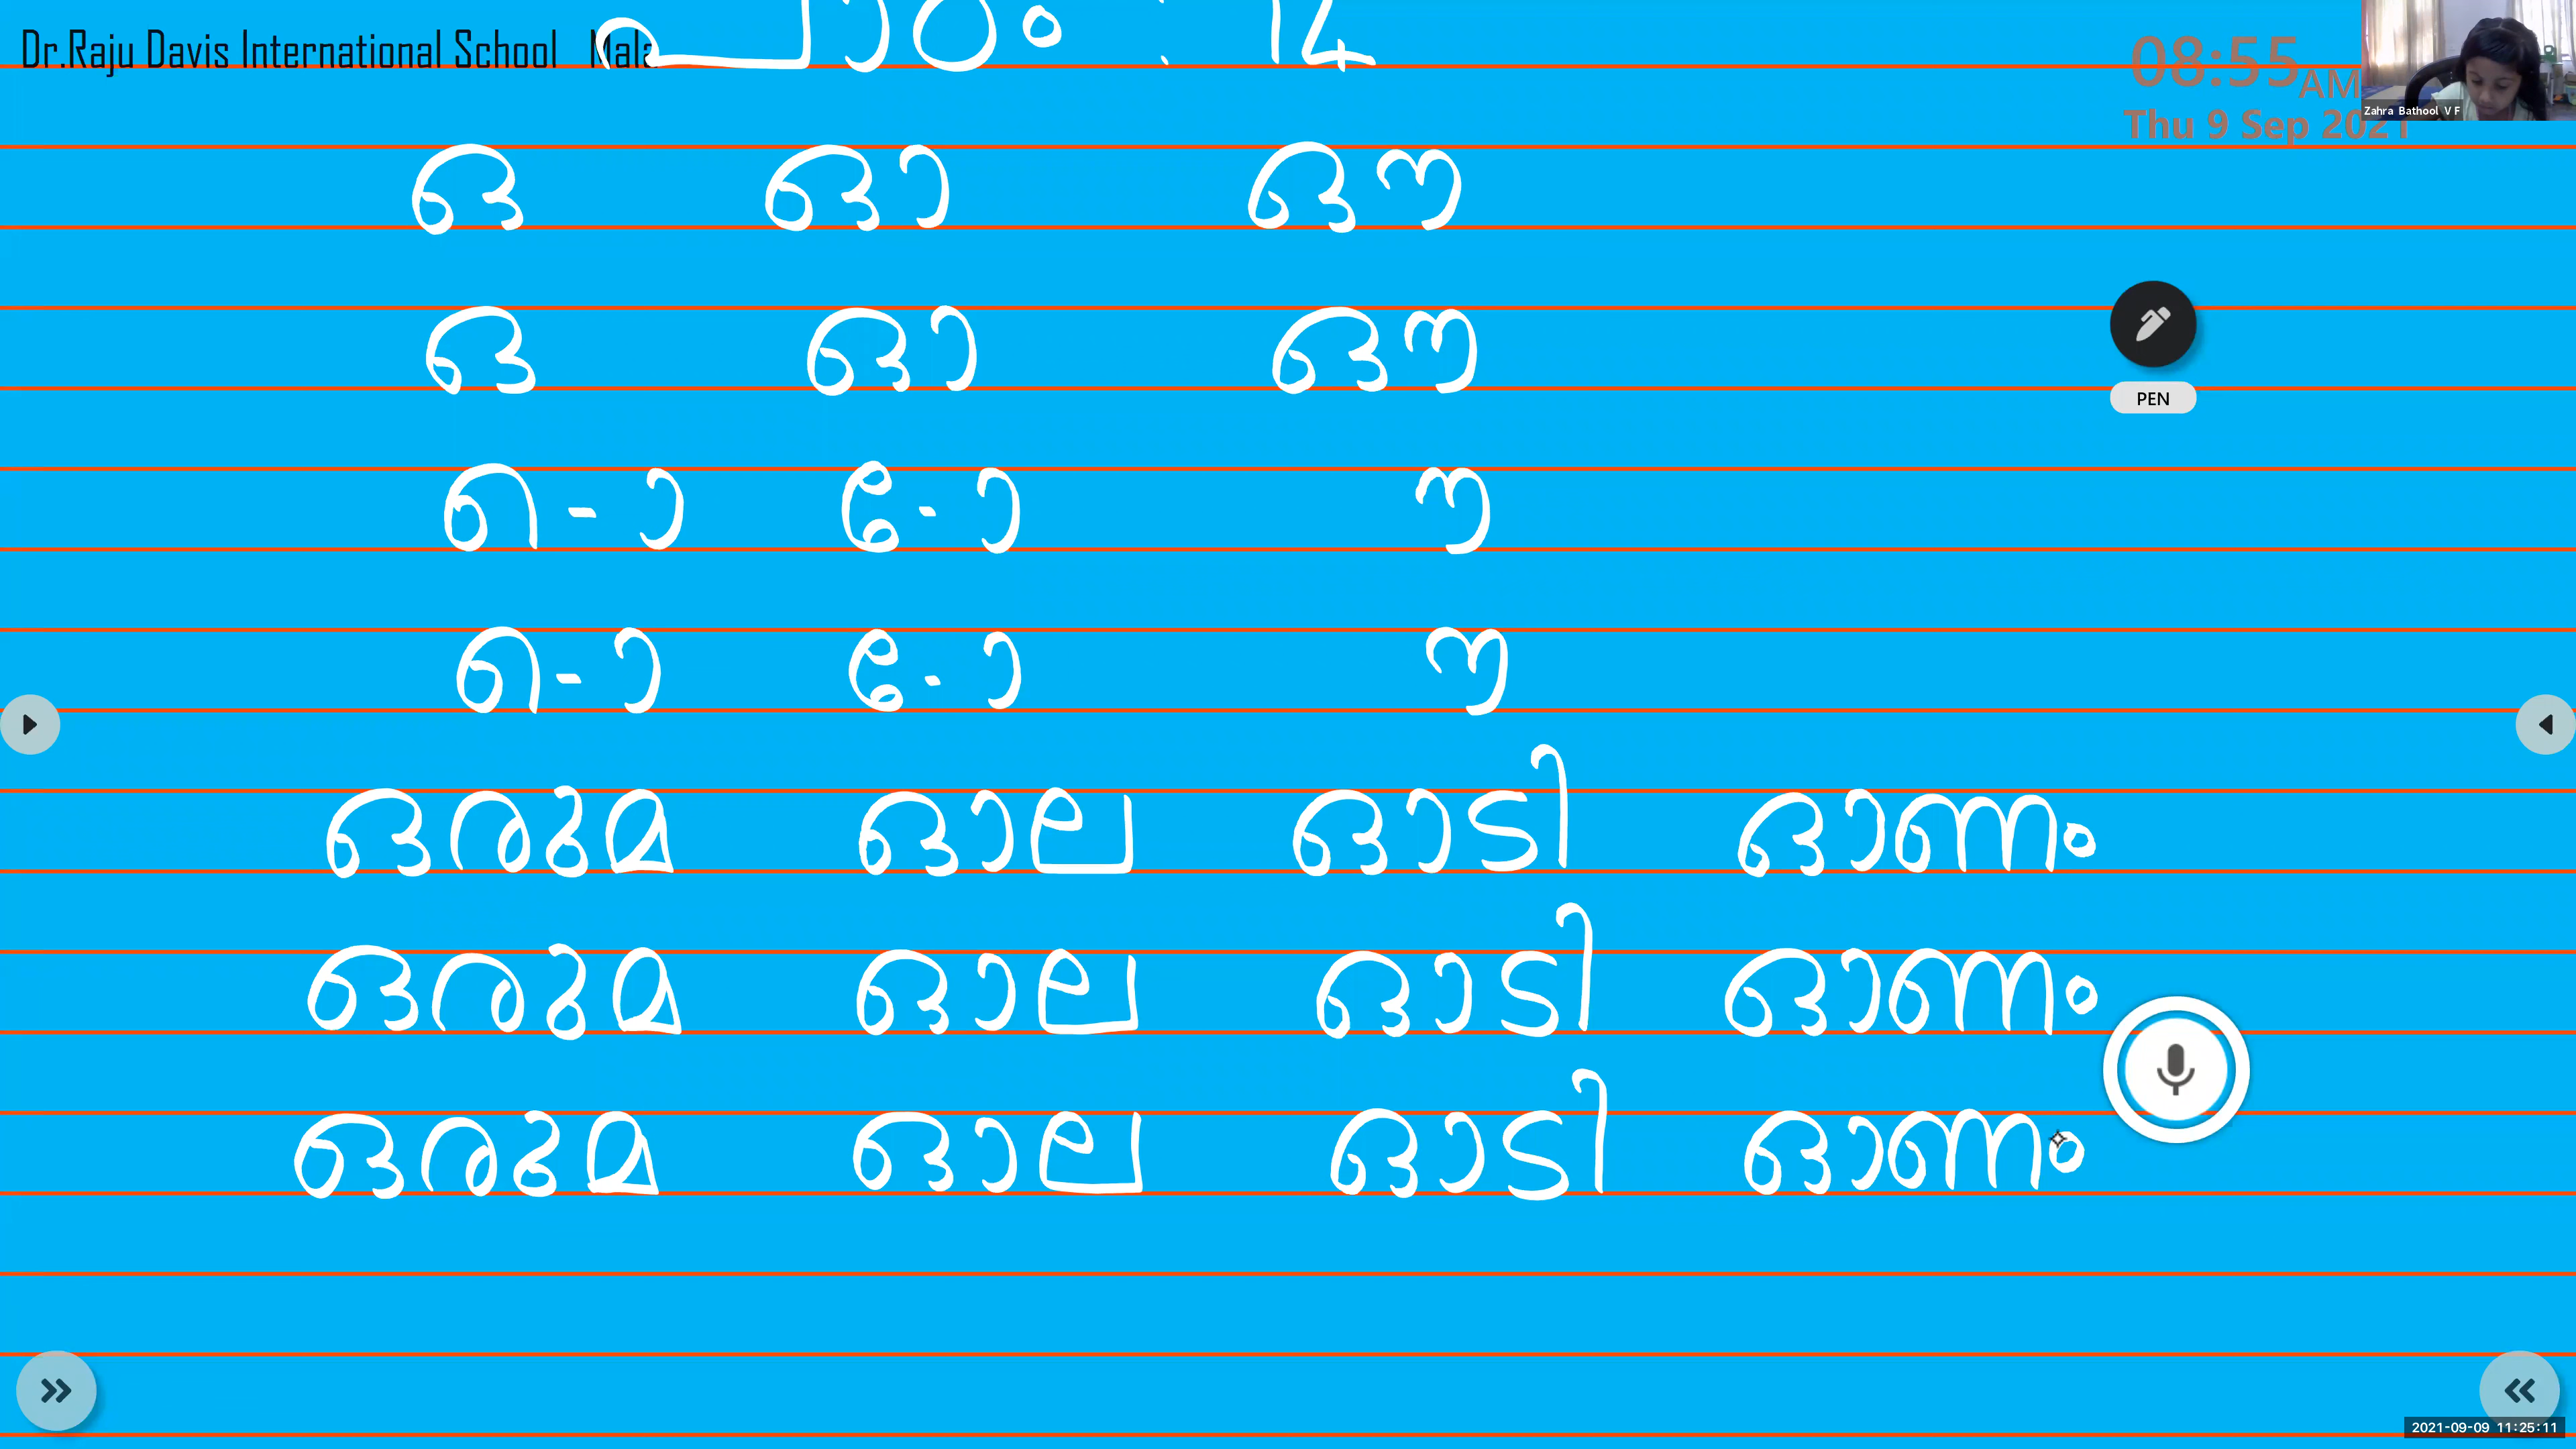 Dr.Raju Davis International School Mala
പാഠം : 14
08:55 AM
Thu 9 Sep 2021
Zahra Bathool V F
ഒ ഓ ഔ
ഒ ഓ ഔ
PEN
െ-ാ േ-ാ ൗ
െ-ാ േ-ാ ൗ
ഒരുമ ഓല ഓടി ഓണം
ഒരുമ ഓല ഓടി ഓണം
ഒരുമ ഓല ഓടി ഓണം
2021-09-09 11:25:11